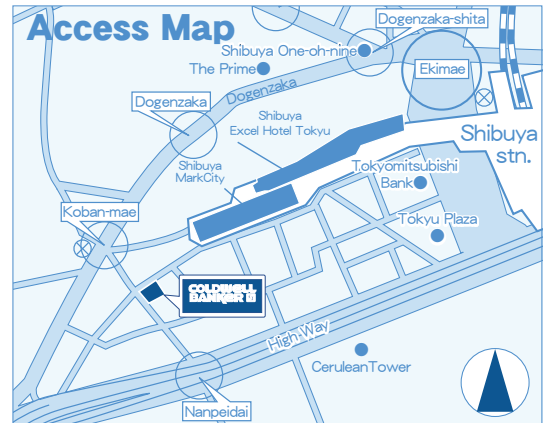 Access Map
Dogenzaka-shita
Shibuya One-oh-nine
The Prime
Ekimae
Dogenzaka
Dogenzaka
Shibuya
Excel Hotel Tokyu
Shibuya
stn.
Shibuya
MarkCity
Tokyomitsubishi
Bank
Koban-mae
Tokyu Plaza
COLDWELL
BANKER
High-Way
CeruleanTower
Nanpeidai